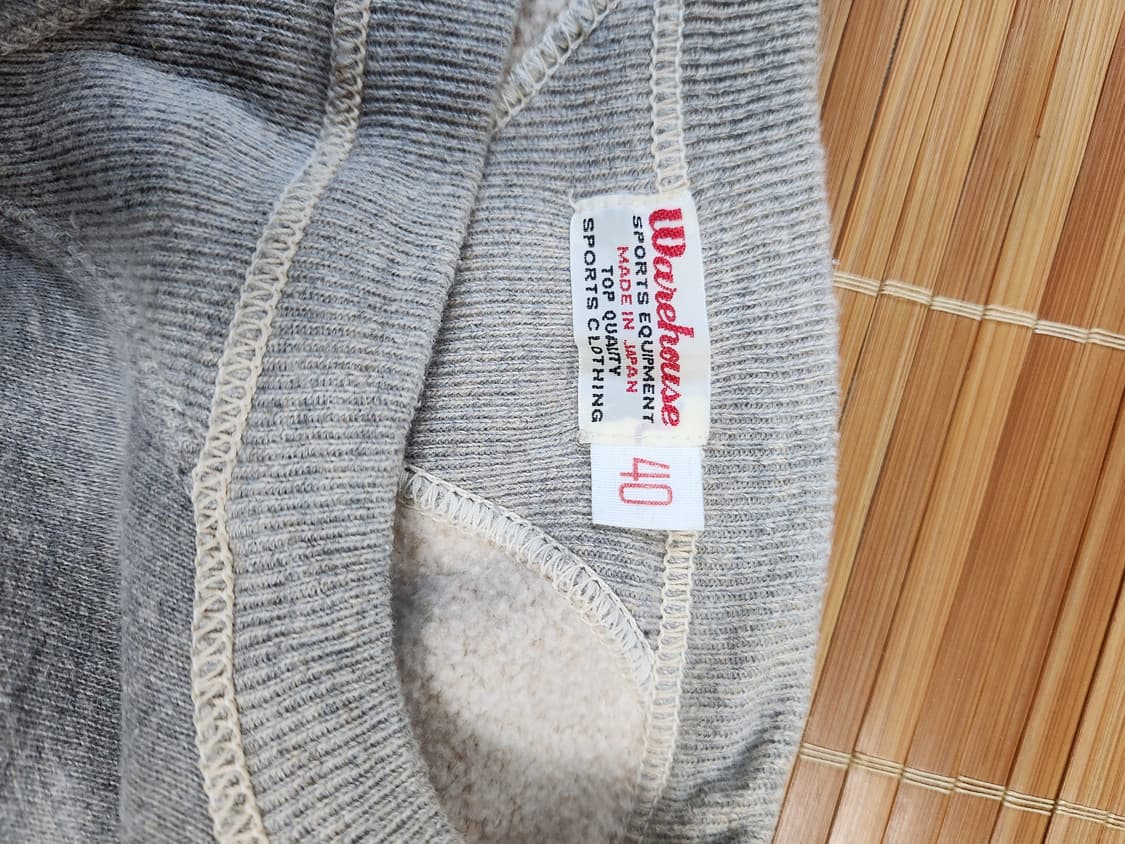 Warehouse
SPORTS EQUIPMENT
MADE IN JAPAN
TOP QUALITY
SPORTS CLOTHING
40